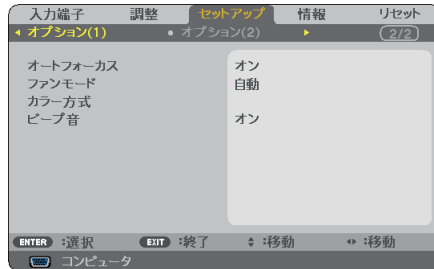 入力端子 調整 セットアップ 情報 リセット
オプション(1) オプション(2) 2/2
オートフォーカス オン
ファンモード 自動
カラー方式
ビープ音 オン
ENTER :選択 EXIT :終了 :移動 :移動
コンピュータ